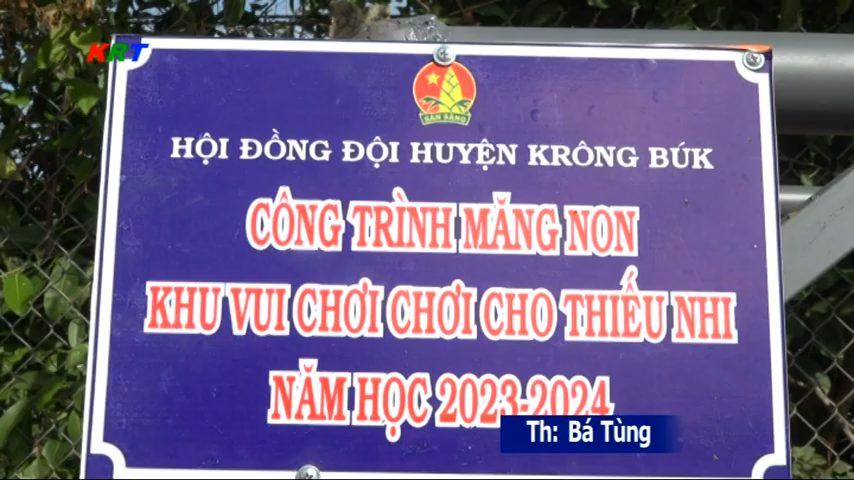 KRT
SẴN SÀNG
HỘI ĐỒNG ĐỘI HUYỆN KRÔNG BÚK
CÔNG TRÌNH MĂNG NON
KHU VUI CHƠI CHƠI CHO THIẾU NHI
NĂM HỌC 2023-2024
Th: Bá Tùng